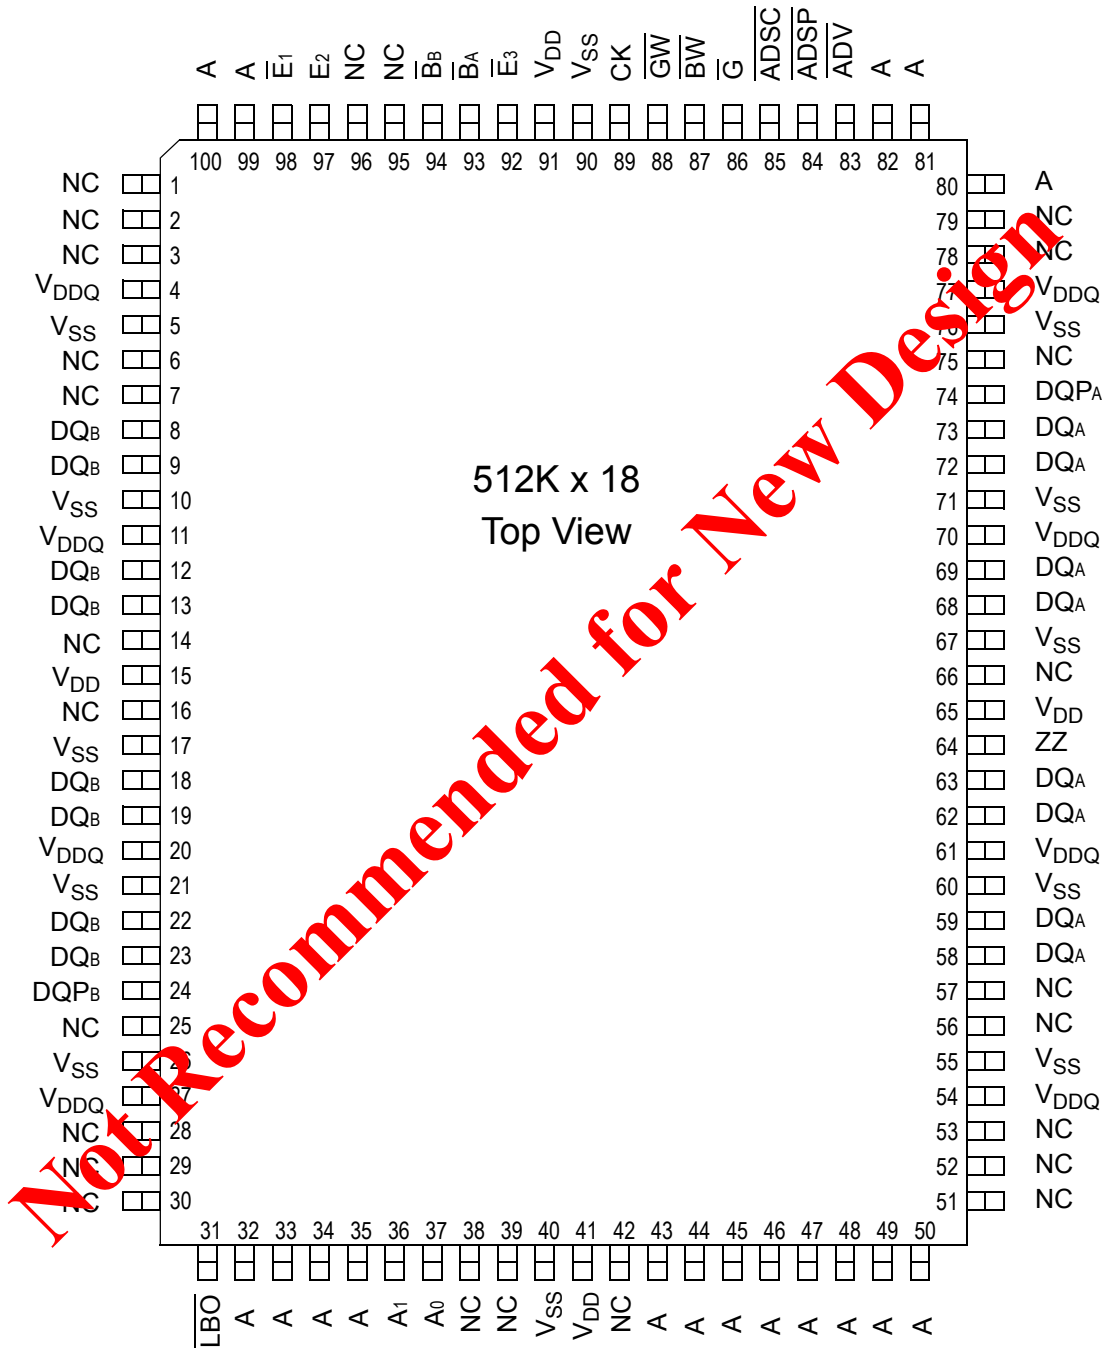 A A E1 E2 NC NC BB BA E3 VDD VSS CK GW BW G ADSC ADSP ADV A A
100 99 98 97 96 95 94 93 92 91 90 89 88 87 86 85 84 83 82 81
NC 1 80 A
NC 2 79 NC
NC 3 78 NC
VDDQ 4 77 VDDQ
VSS 5 76 VSS
NC 6 75 NC
NC 7 74 DQPA
DQB 8 73 DQA
DQB 9 72 DQA
VSS 10 71 VSS
VDDQ 11 70 VDDQ
DQB 12 69 DQA
DQB 13 68 DQA
NC 14 67 VSS
VDD 15 66 NC
NC 16 65 VDD
VSS 17 64 ZZ
DQB 18 63 DQA
DQB 19 62 DQA
VDDQ 20 61 VDDQ
VSS 21 60 VSS
DQB 22 59 DQA
DQB 23 58 DQA
DQPB 24 57 NC
NC 25 56 NC
VSS 26 55 VSS
VDDQ 27 54 VDDQ
NC 28 53 NC
NC 29 52 NC
NC 30 51 NC
512K x 18
Top View
Not Recommended for New Design
31 32 33 34 35 36 37 38 39 40 41 42 43 44 45 46 47 48 49 50
LBO A A A A A1 A0 NC NC VSS VDD NC A A A A A A A A